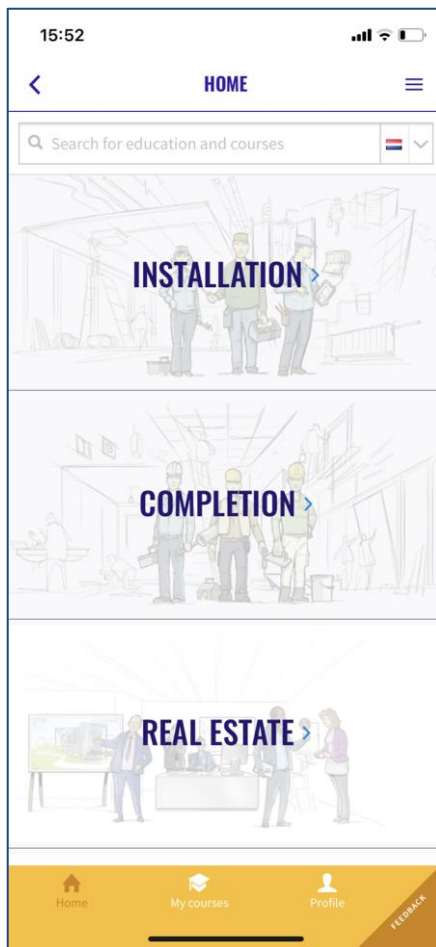 15:52
HOME
Search for education and courses
INSTALLATION
COMPLETION
REAL ESTATE
Home
My courses
Profile
FEEDBACK